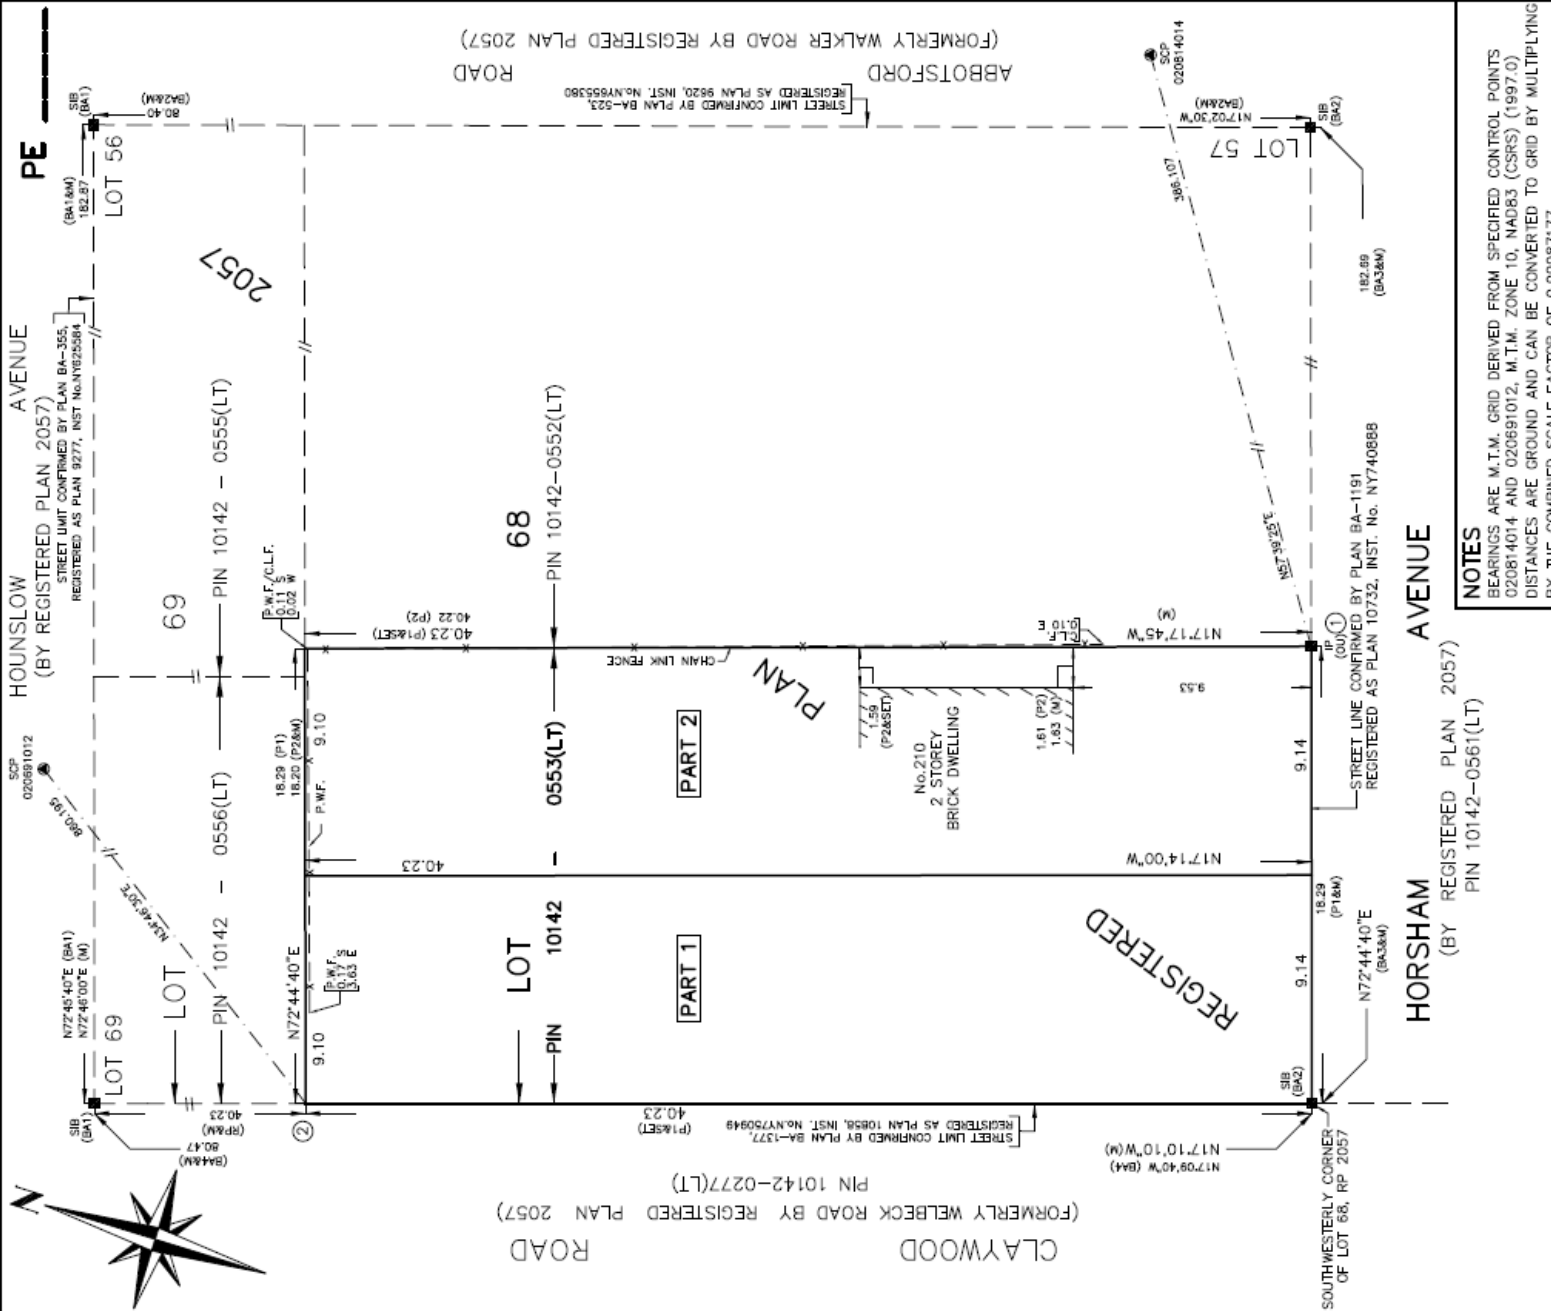 HOUNSLOW AVENUE
(BY REGISTERED PLAN 2057)
STREET LIMIT CONFIRMED BY PLAN BA-355,
REGISTERED AS PLAN 9277, INST No.NY625584
PE
SIB
(BA1)
80.40
(BA2&M)
(BA1&M)
182.87
LOT 56
2057
ABBOTSFORD ROAD
(FORMERLY WALKER ROAD BY REGISTERED PLAN 2057)
STREET LIMIT CONFIRMED BY PLAN BA-523,
REGISTERED AS PLAN 9620, INST. No.NY655380
SCP
020814014
N17°02'30"W
(BA2&M)
SIB
(BA2)
LOT 57
386.107
N57°39'25"E
182.69
(BA3&M)
SCP
020691012
860.195
N34°46'30"E
N72°45'40"E (BA1)
N72°46'00"E (M)
LOT 69
SIB
(BA1)
80.47
(BA4&M)
40.23
(RP&M)
2
LOT 69
PIN 10142 - 0556(LT)
PIN 10142 - 0555(LT)
N72°44'40"E
9.10
18.29 (P1)
18.20 (P2&M)
9.10
P.W.F.
P.W.F.
0.17 S
3.63 E
P.W.F./C.L.F.
0.11 S
0.02 W
40.23 (P1&SET)
40.22 (P2)
CHAIN LINK FENCE
LOT 68
PIN 10142 - 0553(LT)
PIN 10142-0552(LT)
40.23
PART 1
PART 2
REGISTERED PLAN
No.210
2 STOREY
BRICK DWELLING
1.59
(P2&SET)
1.61 (P2)
1.63 (M)
C.L.F.
0.10 E
9.53
N17°17'45"W
(M)
N17°14'00"W
IP
(OU)
1
9.14
9.14
18.29
(P1&M)
STREET LINE CONFIRMED BY PLAN BA-1191
REGISTERED AS PLAN 10732, INST. No. NY740888
N72°44'40"E
(BA3&M)
SIB
(BA2)
SOUTHWESTERLY CORNER
OF LOT 68, RP 2057
N17°09'40"W (BA4)
N17°10'10"W(M)
40.23
(P1&SET)
STREET LIMIT CONFIRMED BY PLAN BA-1377,
REGISTERED AS PLAN 10858, INST. No.NY750949
CLAYWOOD ROAD
(FORMERLY WELBECK ROAD BY REGISTERED PLAN 2057)
PIN 10142-0277(LT)
N
HORSHAM AVENUE
(BY REGISTERED PLAN 2057)
PIN 10142-0561(LT)
NOTES
BEARINGS ARE M.T.M. GRID DERIVED FROM SPECIFIED CONTROL POINTS
020814014 AND 020691012, M.T.M. ZONE 10, NAD83 (CSRS) (1997.0)
DISTANCES ARE GROUND AND CAN BE CONVERTED TO GRID BY MULTIPLYING
BY THE COMBINED SCALE FACTOR OF